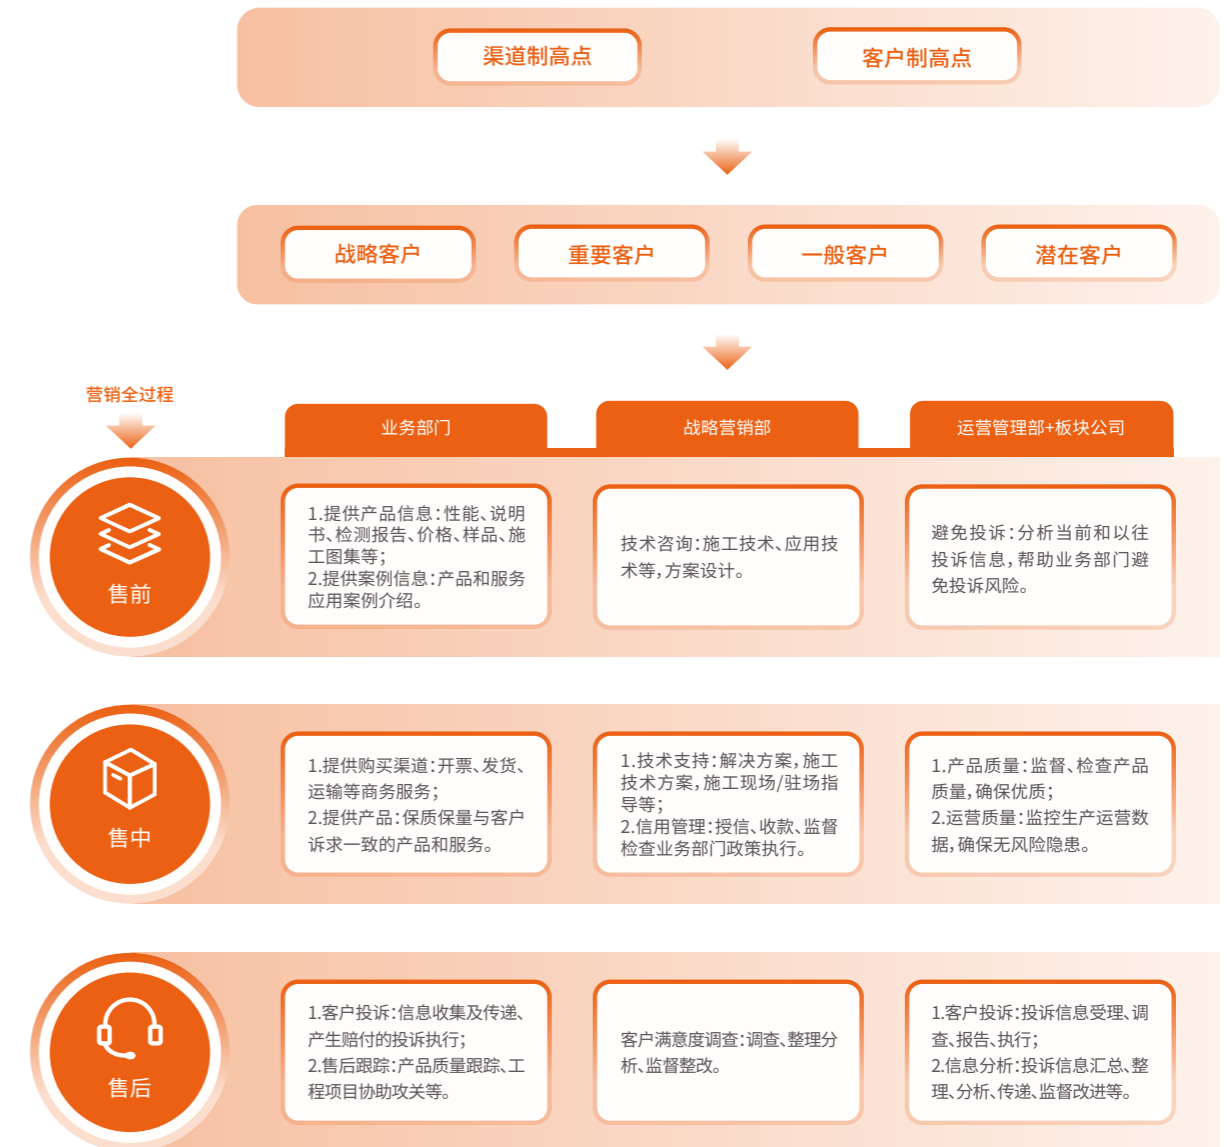 渠道制高点
客户制高点
战略客户
重要客户
一般客户
潜在客户
营销全过程
业务部门
战略营销部
运营管理部+板块公司
售前
1.提供产品信息：性能、说明
书、检测报告、价格、样品、施
工图集等；
2.提供案例信息：产品和服务
应用案例介绍。
技术咨询：施工技术、应用技
术等，方案设计。
避免投诉：分析当前和以往
投诉信息，帮助业务部门避
免投诉风险。
售中
1.提供购买渠道：开票、发货、
运输等商务服务；
2.提供产品：保质保量与客户
诉求一致的产品和服务。
1.技术支持：解决方案，施工
技术方案，施工现场/驻场指
导等；
2.信用管理：授信、收款、监督
检查业务部门政策执行。
1.产品质量：监督、检查产品
质量，确保优质；
2.运营质量：监控生产运营数
据，确保无风险隐患。
售后
1.客户投诉：信息收集及传递、
产生赔付的投诉执行；
2.售后跟踪：产品质量跟踪、工
程项目协助攻关等。
客户满意度调查：调查、整理分
析、监督整改。
1.客户投诉：投诉信息受理、调
查、报告、执行；
2.信息分析：投诉信息汇总、整
理、分析、传递、监督改进等。